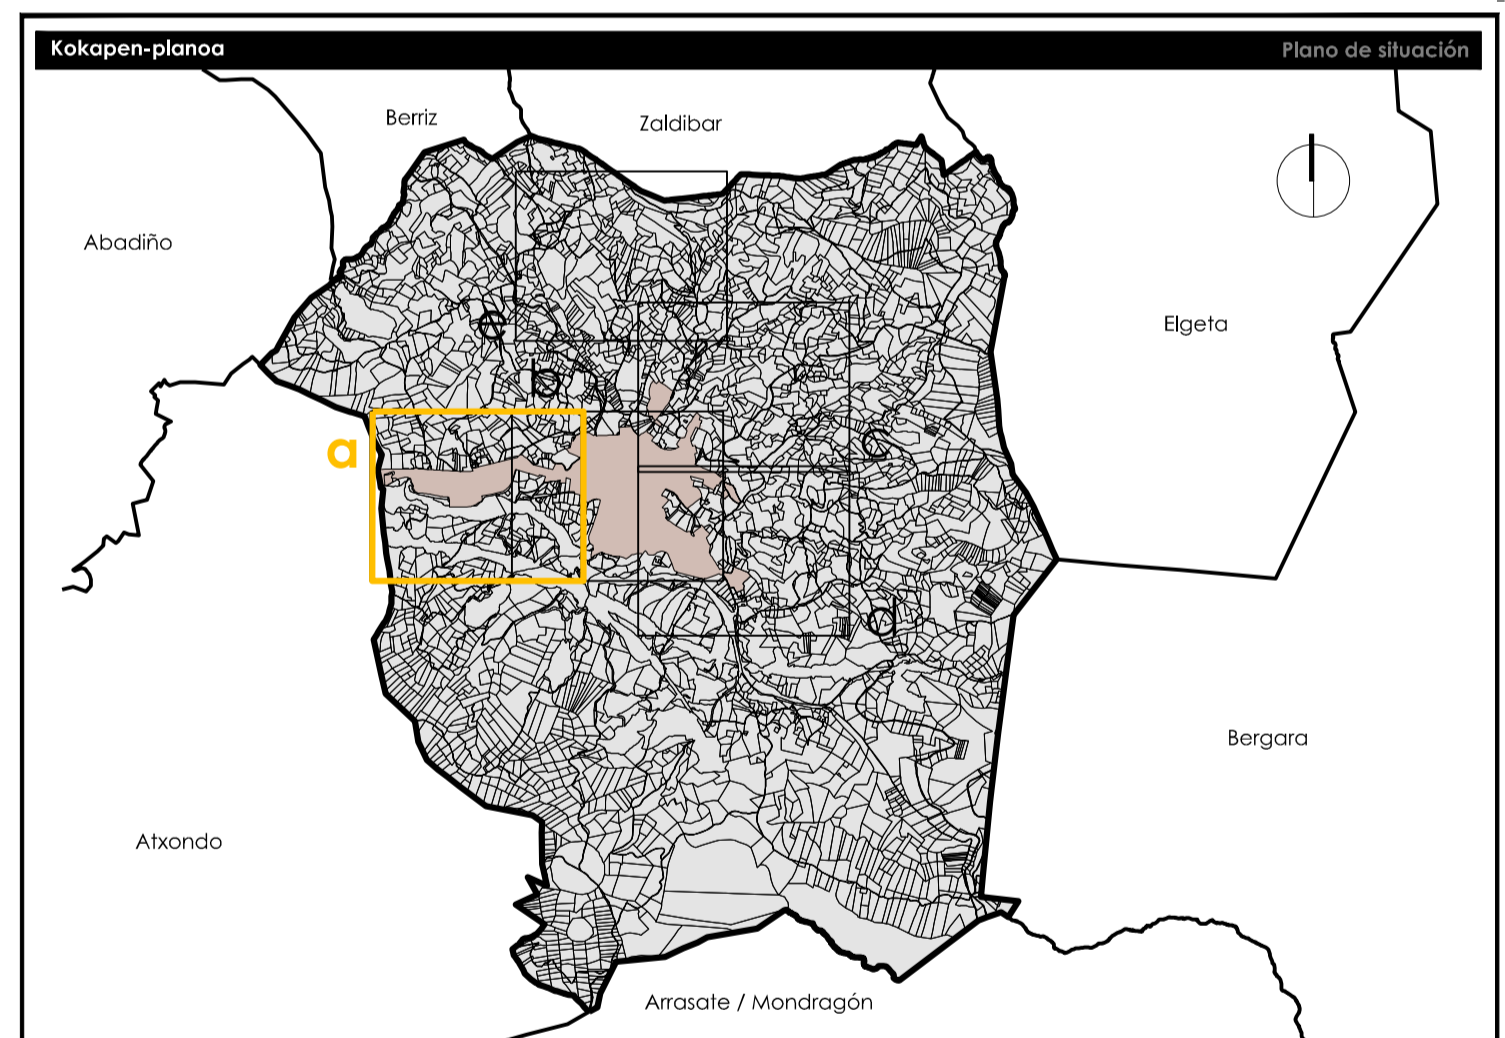 Kokapen-planoa
Plano de situación
Berriz
Zaldibar
Abadiño
Elgeta
e
b
a
c
d
Bergara
Atxondo
Arrasate / Mondragón